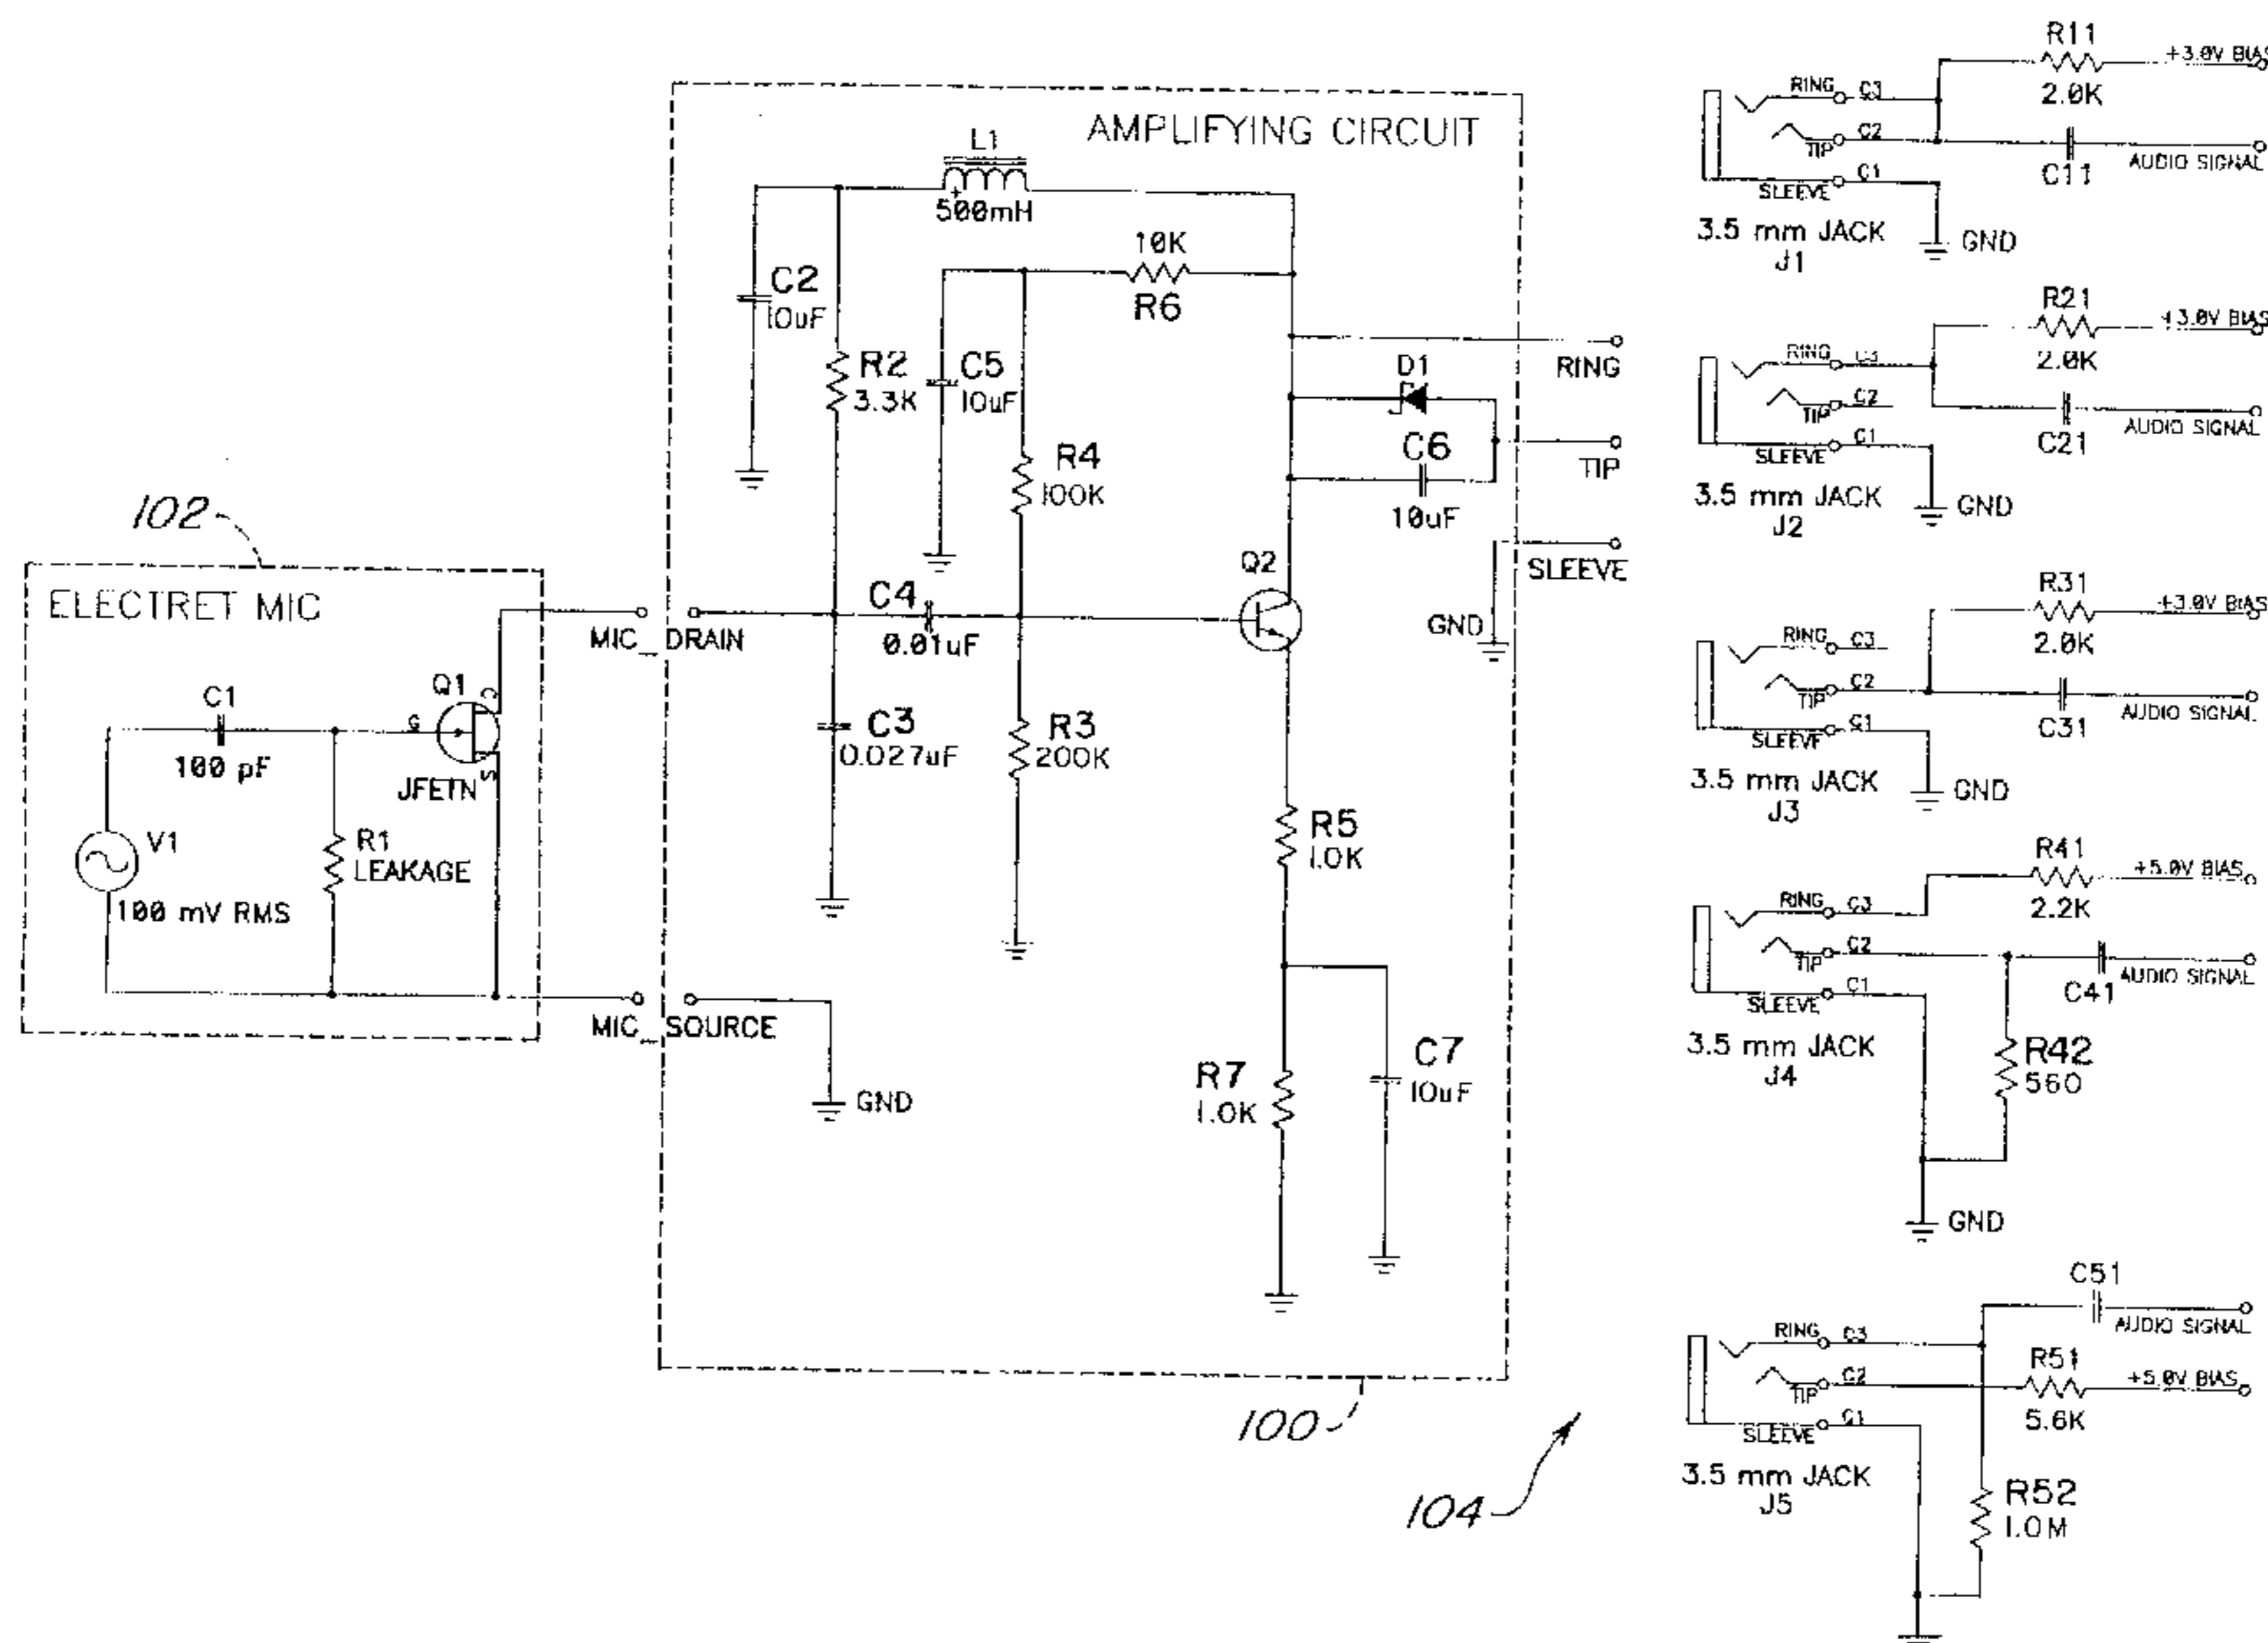 102
ELECTRET MIC
C1
100 pF
Q1
G
D
S
JFETN
V1
100 mV RMS
R1
LEAKAGE
MIC_DRAIN
MIC_SOURCE
GND
AMPLIFYING CIRCUIT
L1
+
500mH
C2
10uF
R2
3.3K
C5
10uF
10K
R6
R4
100K
C4
0.01uF
C3
0.027uF
R3
200K
Q2
R5
1.0K
R7
1.0K
C7
10uF
D1
C6
10uF
RING
TIP
SLEEVE
GND
100
104
RING C3
TIP C2
SLEEVE C1
3.5 mm JACK
J1
GND
R11
2.0K
+3.0V BIAS
C11
AUDIO SIGNAL
RING C3
TIP C2
SLEEVE C1
3.5 mm JACK
J2
GND
R21
2.0K
+3.0V BIAS
C21
AUDIO SIGNAL
RING C3
TIP C2
SLEEVE C1
3.5 mm JACK
J3
GND
R31
2.0K
+3.0V BIAS
C31
AUDIO SIGNAL
RING C3
TIP C2
SLEEVE C1
3.5 mm JACK
J4
GND
R41
2.2K
+5.0V BIAS
C41
AUDIO SIGNAL
R42
560
RING C3
TIP C2
SLEEVE C1
3.5 mm JACK
J5
C51
AUDIO SIGNAL
R51
5.6K
+5.0V BIAS
R52
1.0M